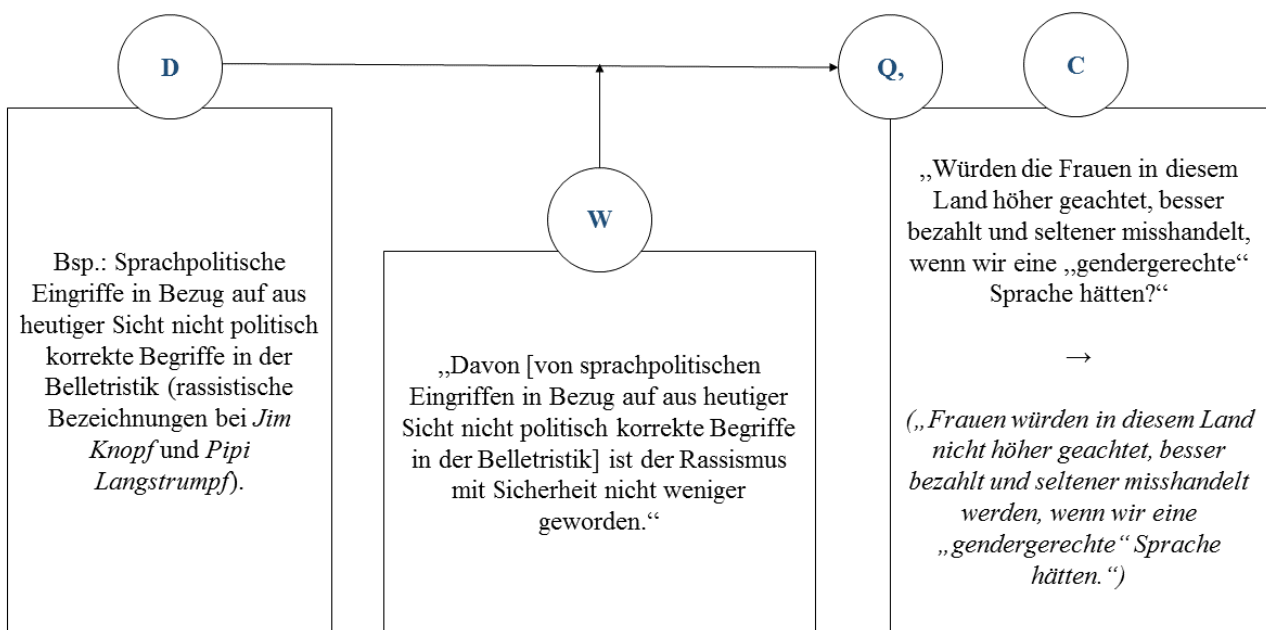 D
Q,
C
W
Bsp.: Sprachpolitische
Eingriffe in Bezug auf aus
heutiger Sicht nicht politisch
korrekte Begriffe in der
Belletristik (rassistische
Bezeichnungen bei Jim
Knopf und Pipi
Langstrumpf).
„Davon [von sprachpolitischen
Eingriffen in Bezug auf aus heutiger
Sicht nicht politisch korrekte Begriffe
in der Belletristik] ist der Rassismus
mit Sicherheit nicht weniger
geworden.“
„Würden die Frauen in diesem
Land höher geachtet, besser
bezahlt und seltener misshandelt,
wenn wir eine „gendergerechte“
Sprache hätten?“
→
(„Frauen würden in diesem Land
nicht höher geachtet, besser
bezahlt und seltener misshandelt
werden, wenn wir eine
„gendergerechte“ Sprache
hätten.“)